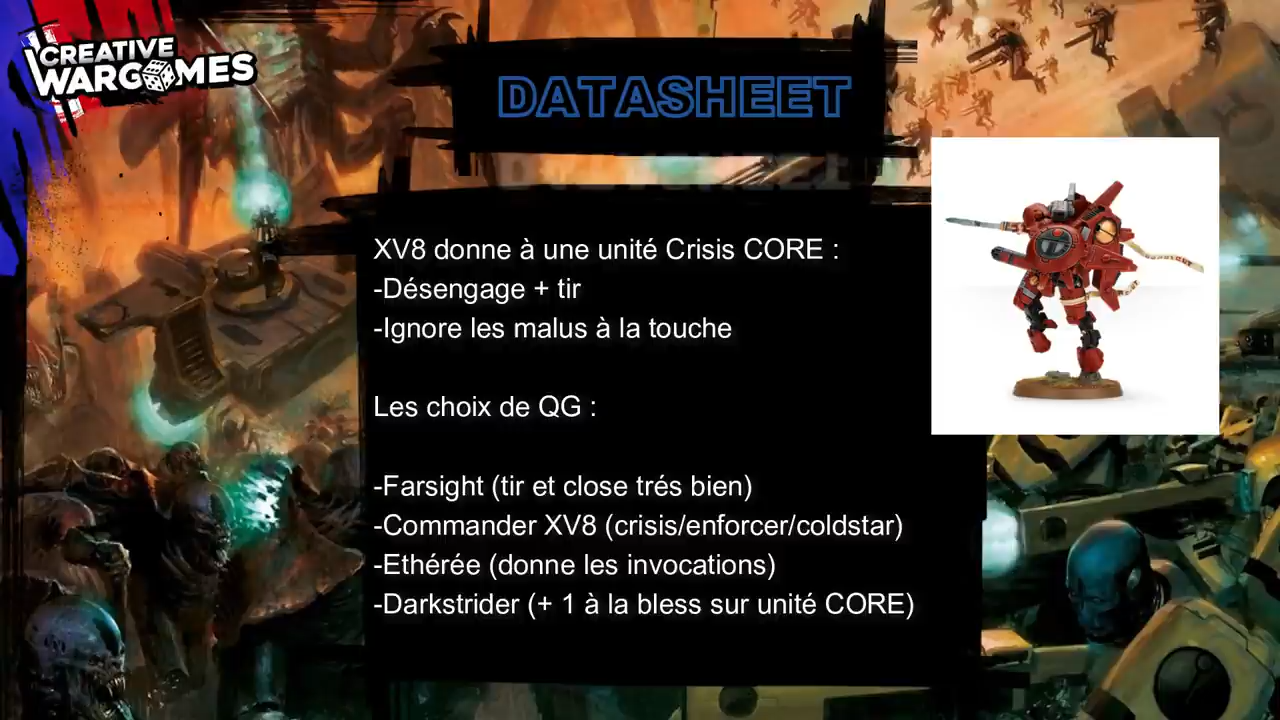 CREATIVE
WARGAMES
DATASHEET
XV8 donne à une unité Crisis CORE :
-Désengage + tir
-Ignore les malus à la touche
Les choix de QG :
-Farsight (tir et close trés bien)
-Commander XV8 (crisis/enforcer/coldstar)
-Ethérée (donne les invocations)
-Darkstrider (+ 1 à la bless sur unité CORE)